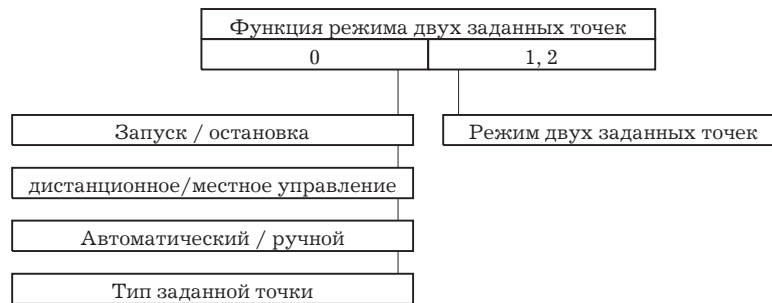 Функция режима двух заданных точек
0 1, 2
Запуск / остановка Режим двух заданных точек
дистанционное/местное управление
Автоматический / ручной
Тип заданной точки